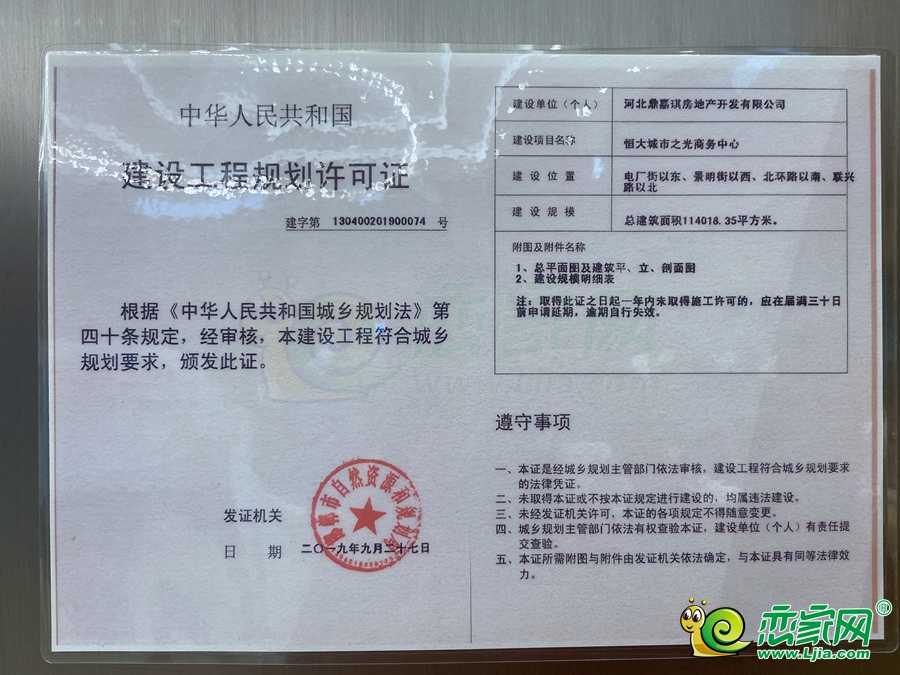 中华人民共和国
建设工程规划许可证
建字第 130400201900074 号
根据《中华人民共和国城乡规划法》第
四十条规定，经审核，本建设工程符合城乡
规划要求，颁发此证。
发证机关
日 期 二〇一九年九月二十七日
市自然资源和规划局
建设单位（个人） 河北鼎嘉琪房地产开发有限公司
建设项目名称 恒大城市之光商务中心
建设位置 电厂街以东、景明街以西、北环路以南、联兴
路以北
建设规模 总建筑面积114018.35平方米。
附图及附件名称
1、总平面图及建筑平、立、剖面图
2、建设规模明细表
注：取得此证之日起一年内未取得施工许可的，应在届满三十日
前申请延期，逾期自行失效。
遵守事项
一、本证是经城乡规划主管部门依法审核，建设工程符合城乡规划要求
的法律凭证。
二、未取得本证或不按本证规定进行建设的，均属违法建设。
三、未经发证机关许可，本证的各项规定不得随意变更。
四、城乡规划主管部门依法有权查验本证，建设单位（个人）有责任提
交查验。
五、本证所需附图与附件由发证机关依法确定，与本证具有同等法律效
力。
恋家网®
www.Ljia.com